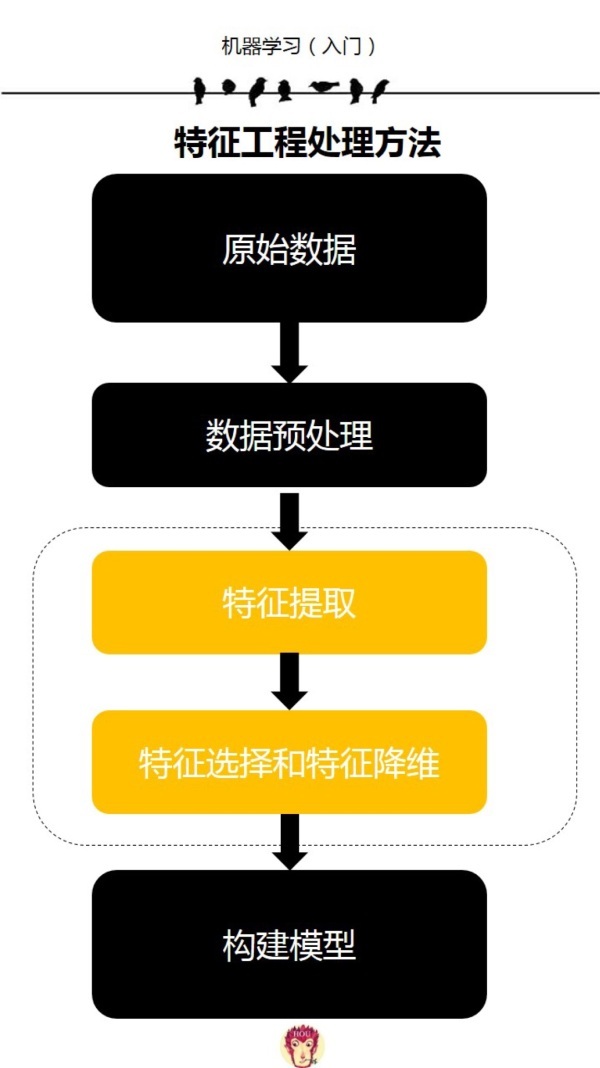 机器学习（入门）
特征工程处理方法
原始数据
数据预处理
特征提取
特征选择和特征降维
构建模型
HOU